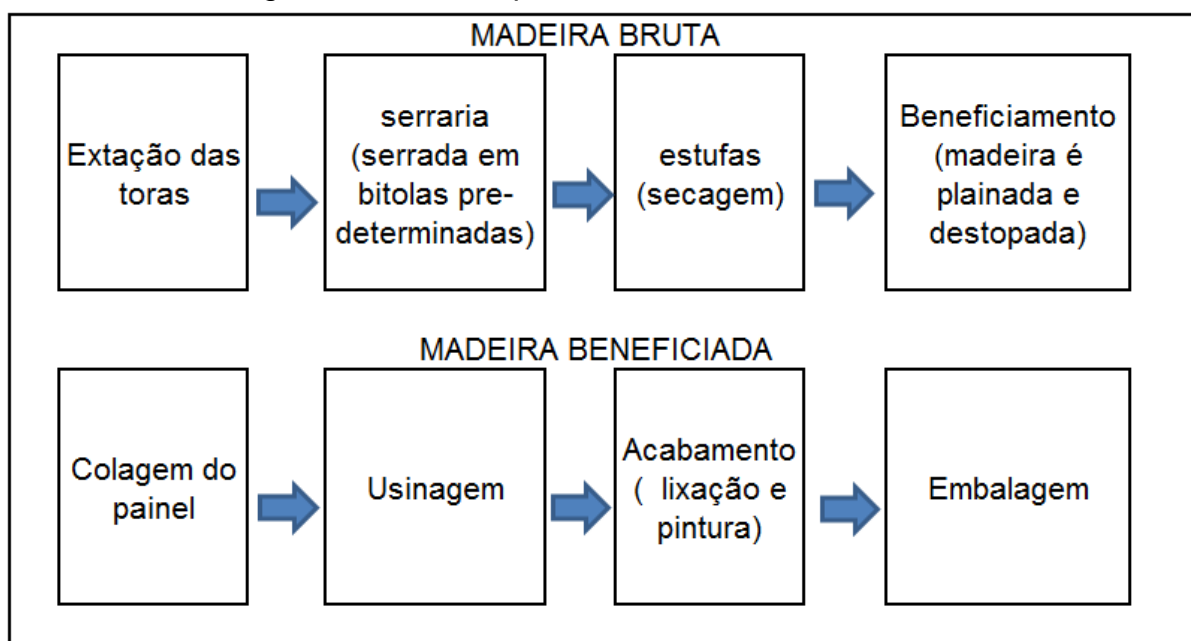 MADEIRA BRUTA
Extação das
toras
serraria
(serrada em
bitolas pre-
determinadas)
estufas
(secagem)
Beneficiamento
(madeira é
plainada e
destopada)
MADEIRA BENEFICIADA
Colagem do
painel
Usinagem
Acabamento
( lixação e
pintura)
Embalagem